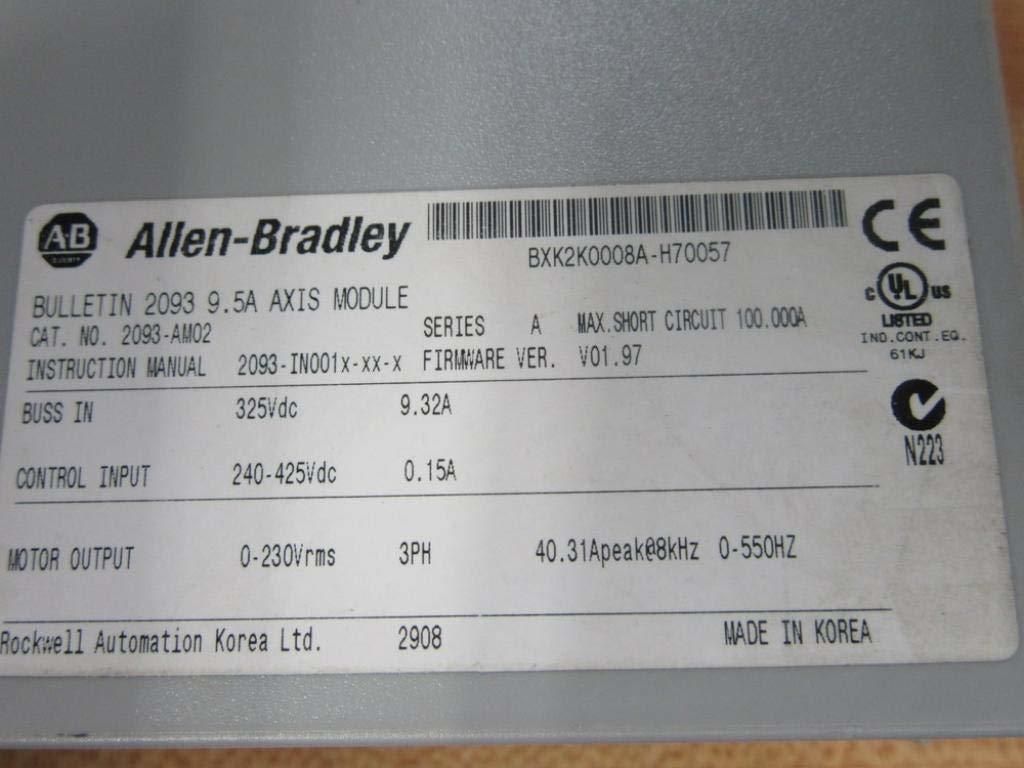 AB Allen-Bradley
BXK2K0008A-H70057
CE
BULLETIN 2093 9.5A AXIS MODULE
CAT. NO. 2093-AM02 SERIES A MAX.SHORT CIRCUIT 100.000A
INSTRUCTION MANUAL 2093-IN001x-xx-x FIRMWARE VER. V01.97
c UL us
LISTED
IND.CONT.EQ.
61KJ
BUSS IN 325Vdc 9.32A
N223
CONTROL INPUT 240-425Vdc 0.15A
MOTOR OUTPUT 0-230Vrms 3PH 40.31Apeak@8kHz 0-550HZ
Rockwell Automation Korea Ltd. 2908 MADE IN KOREA